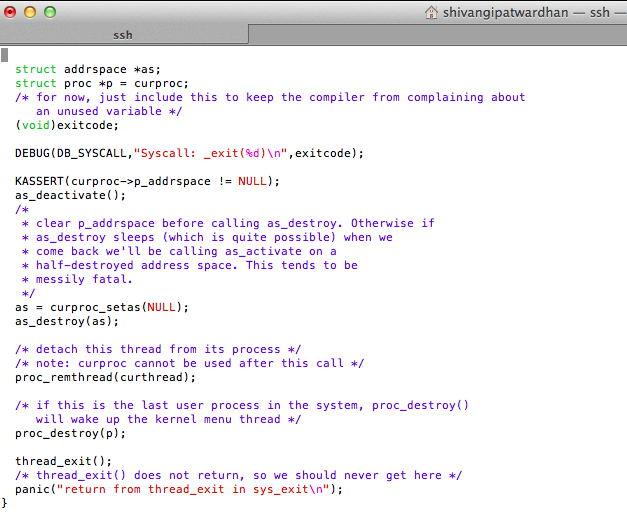 shivangipatwardhan — ssh —
ssh
struct addrspace *as;
struct proc *p = curproc;
/* for now, just include this to keep the compiler from complaining about
an unused variable */
(void)exitcode;
DEBUG(DB_SYSCALL,"Syscall: _exit(%d)\n",exitcode);
KASSERT(curproc->p_addrspace != NULL);
as_deactivate();
/*
* clear p_addrspace before calling as_destroy. Otherwise if
* as_destroy sleeps (which is quite possible) when we
* come back we'll be calling as_activate on a
* half-destroyed address space. This tends to be
* messily fatal.
*/
as = curproc_setas(NULL);
as_destroy(as);
/* detach this thread from its process */
/* note: curproc cannot be used after this call */
proc_remthread(curthread);
/* if this is the last user process in the system, proc_destroy()
will wake up the kernel menu thread */
proc_destroy(p);
thread_exit();
/* thread_exit() does not return, so we should never get here */
panic("return from thread_exit in sys_exit\n");
}